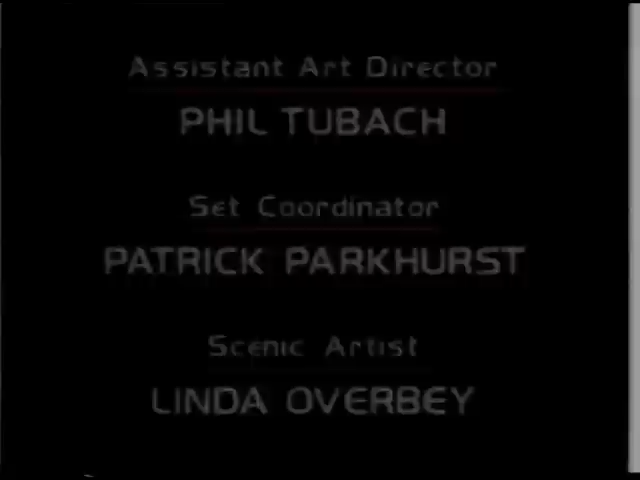 Assistant Art Director
PHIL TUBACH
Set Coordinator
PATRICK PARKHURST
Scenic Artist
LINDA OVERBEY